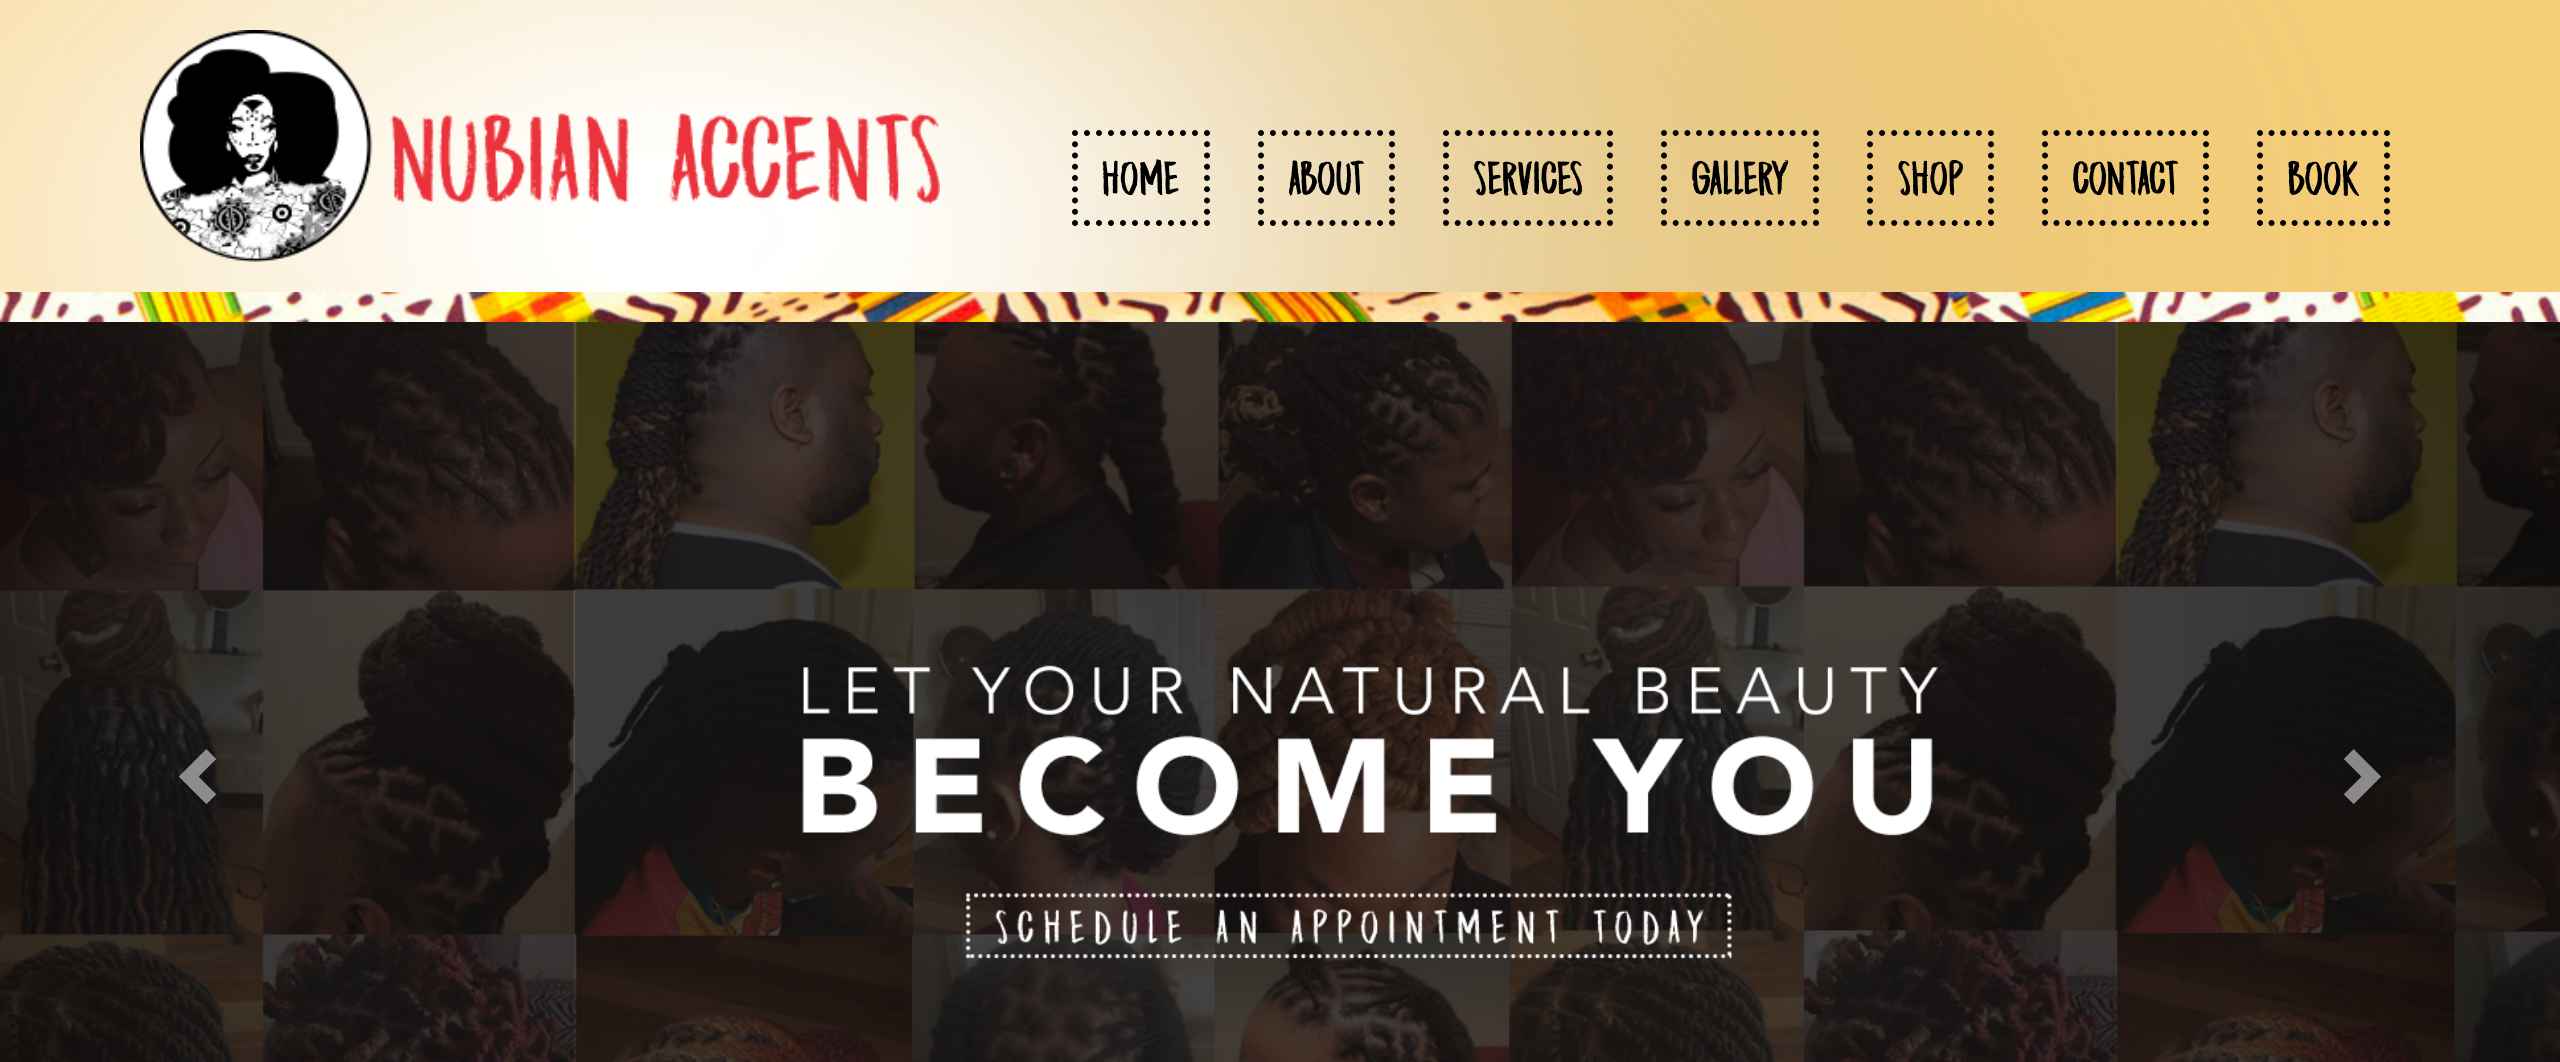 NUBIAN ACCENTS
HOME
ABOUT
SERVICES
GALLERY
SHOP
CONTACT
BOOK
LET YOUR NATURAL BEAUTY
BECOME YOU
SCHEDULE AN APPOINTMENT TODAY